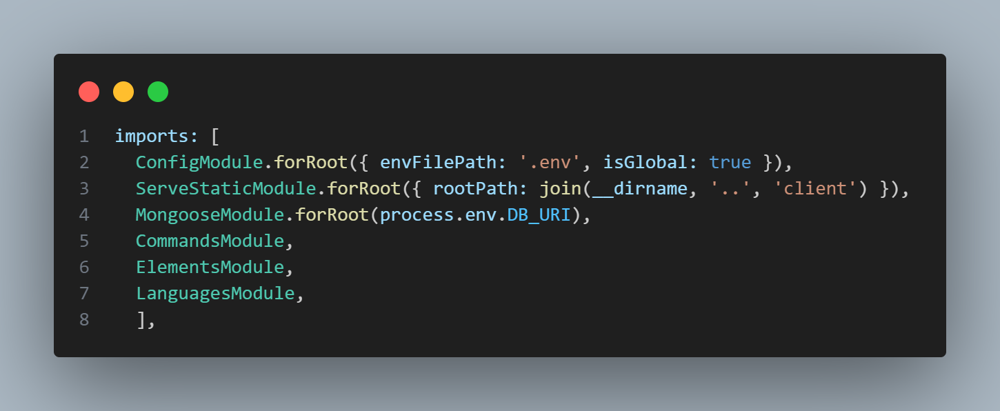 1 imports: [
2   ConfigModule.forRoot({ envFilePath: '.env', isGlobal: true }),
3   ServeStaticModule.forRoot({ rootPath: join(__dirname, '..', 'client') }),
4   MongooseModule.forRoot(process.env.DB_URI),
5   CommandsModule,
6   ElementsModule,
7   LanguagesModule,
8   ],